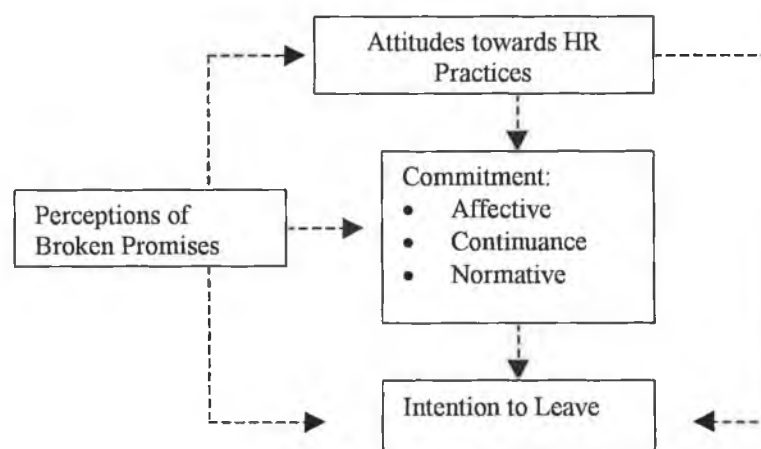 Attitudes towards HR
Practices
Commitment:
• Affective
• Continuance
• Normative
Perceptions of
Broken Promises
Intention to Leave